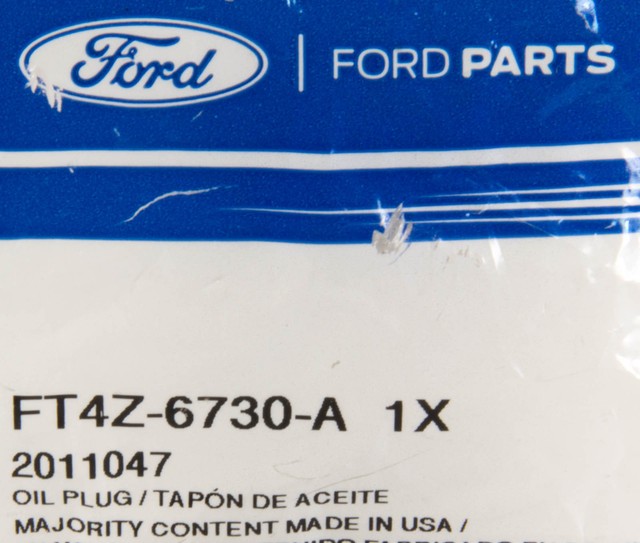 Ford | FORD PARTS
FT4Z-6730-A 1X
2011047
OIL PLUG / TAPÓN DE ACEITE
MAJORITY CONTENT MADE IN USA /